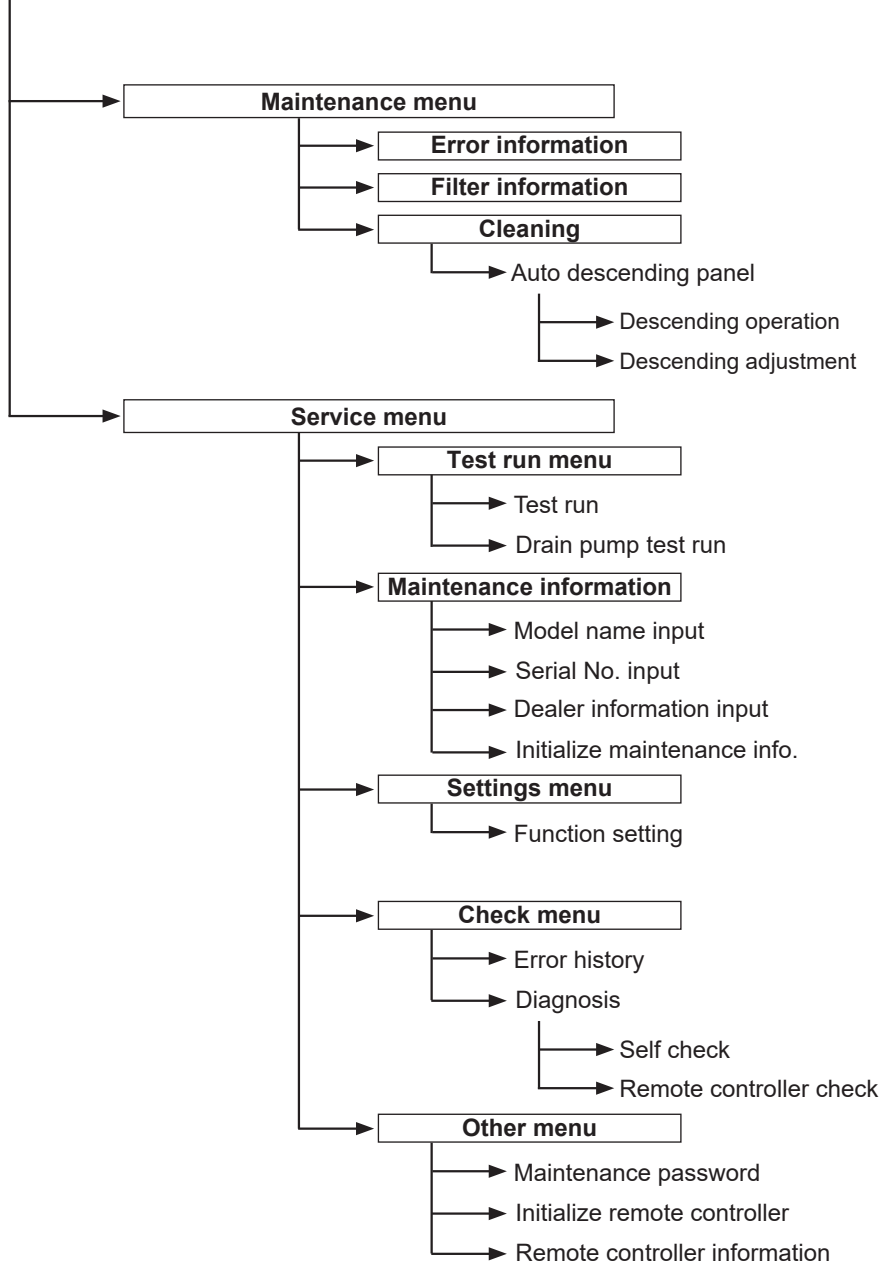 Maintenance menu
Error information
Filter information
Cleaning
Auto descending panel
Descending operation
Descending adjustment
Service menu
Test run menu
Test run
Drain pump test run
Maintenance information
Model name input
Serial No. input
Dealer information input
Initialize maintenance info.
Settings menu
Function setting
Check menu
Error history
Diagnosis
Self check
Remote controller check
Other menu
Maintenance password
Initialize remote controller
Remote controller information